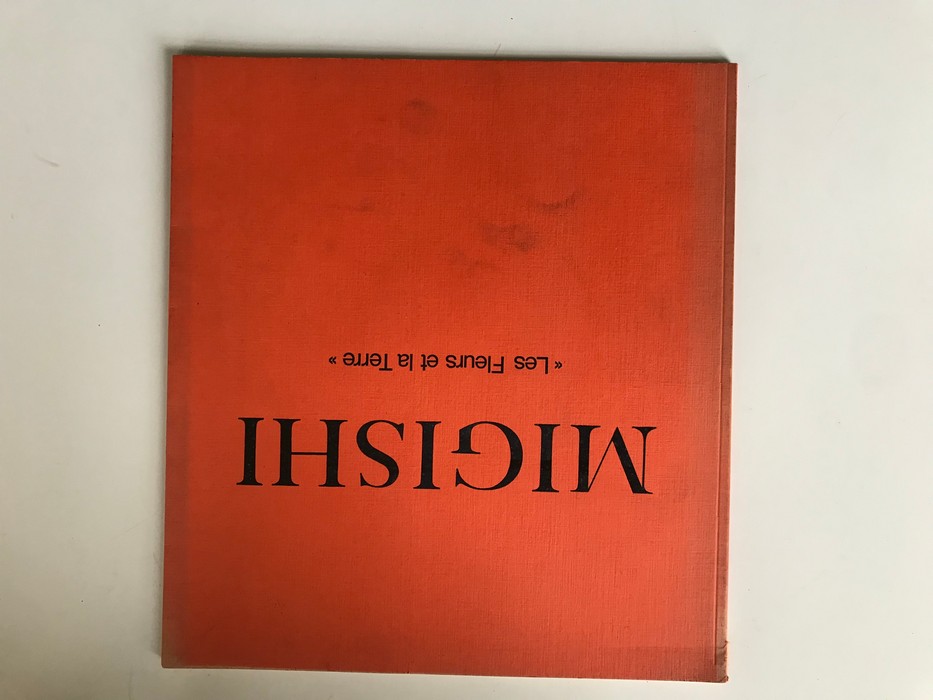 MIGISHI
« Les Fleurs et la Terre »